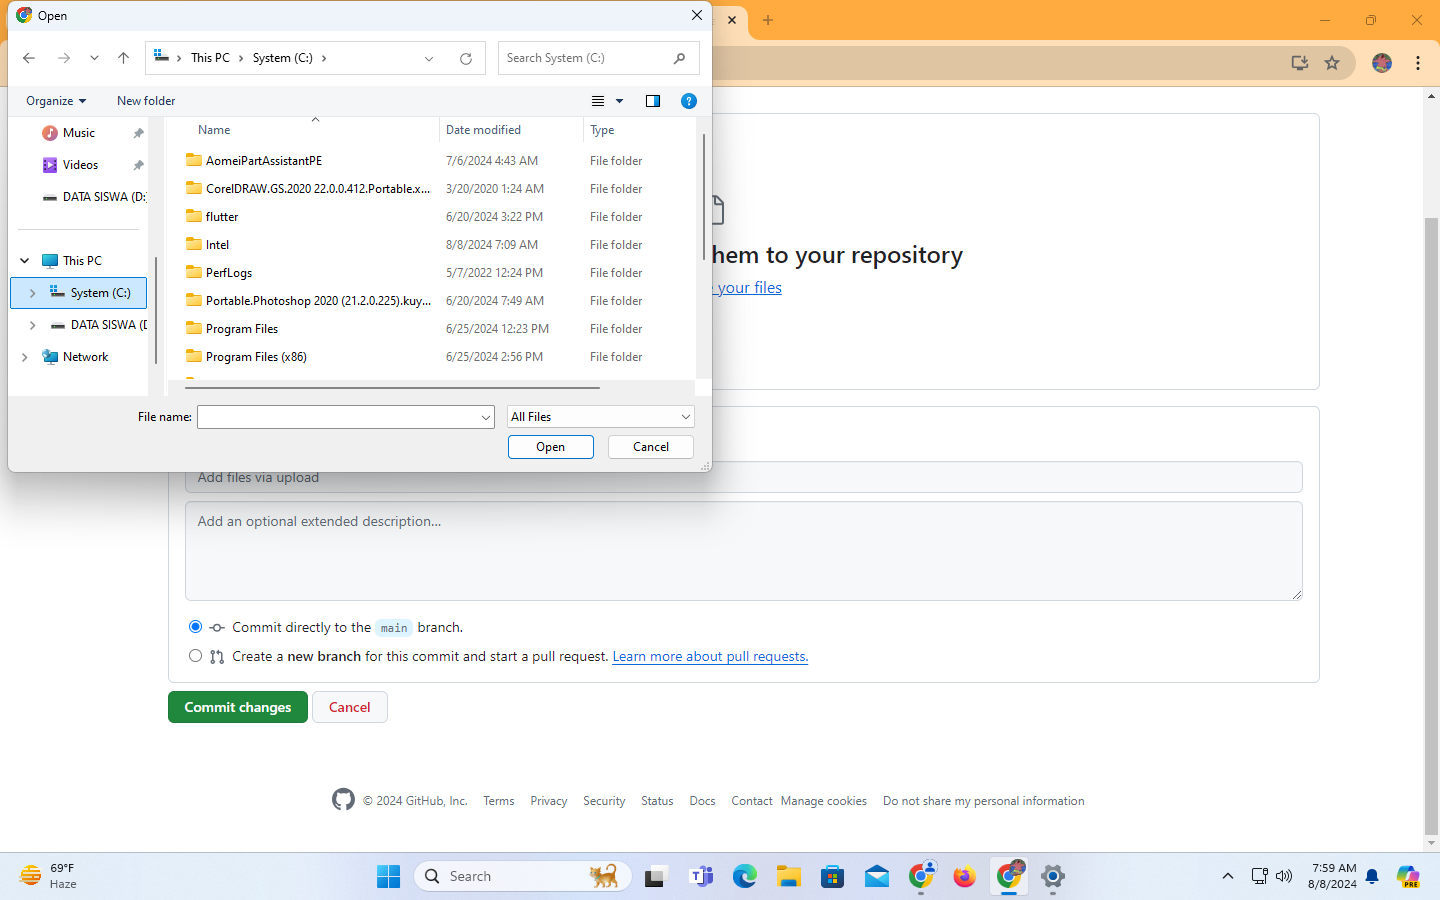 Open
This PC
System (C:)
Search System (C:)
Organize
New folder
Name
Date modified
Type
Music
Videos
DATA SISWA (D:
This PC
System (C:)
DATA SISWA (D
Network
AomeiPartAssistantPE 7/6/2024 4:43 AM File folder
CorelDRAW.GS.2020 22.0.0.412.Portable.x... 3/20/2020 1:24 AM File folder
flutter 6/20/2024 3:22 PM File folder
Intel 8/8/2024 7:09 AM File folder
PerfLogs 5/7/2022 12:24 PM File folder
Portable.Photoshop 2020 (21.2.0.225).kuy... 6/20/2024 7:49 AM File folder
Program Files 6/25/2024 12:23 PM File folder
Program Files (x86) 6/25/2024 2:56 PM File folder
File name:
All Files
Open
Cancel
hem to your repository
your files
Add files via upload
Add an optional extended description...
Commit directly to the main branch.
Create a new branch for this commit and start a pull request. Learn more about pull requests.
Commit changes
Cancel
© 2024 GitHub, Inc. Terms Privacy Security Status Docs Contact Manage cookies Do not share my personal information
69°F
Haze
Search
7:59 AM
8/8/2024
PRE